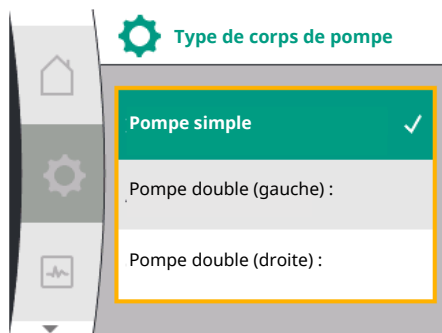 Type de corps de pompe
Pompe simple
Pompe double (gauche) :
Pompe double (droite) :